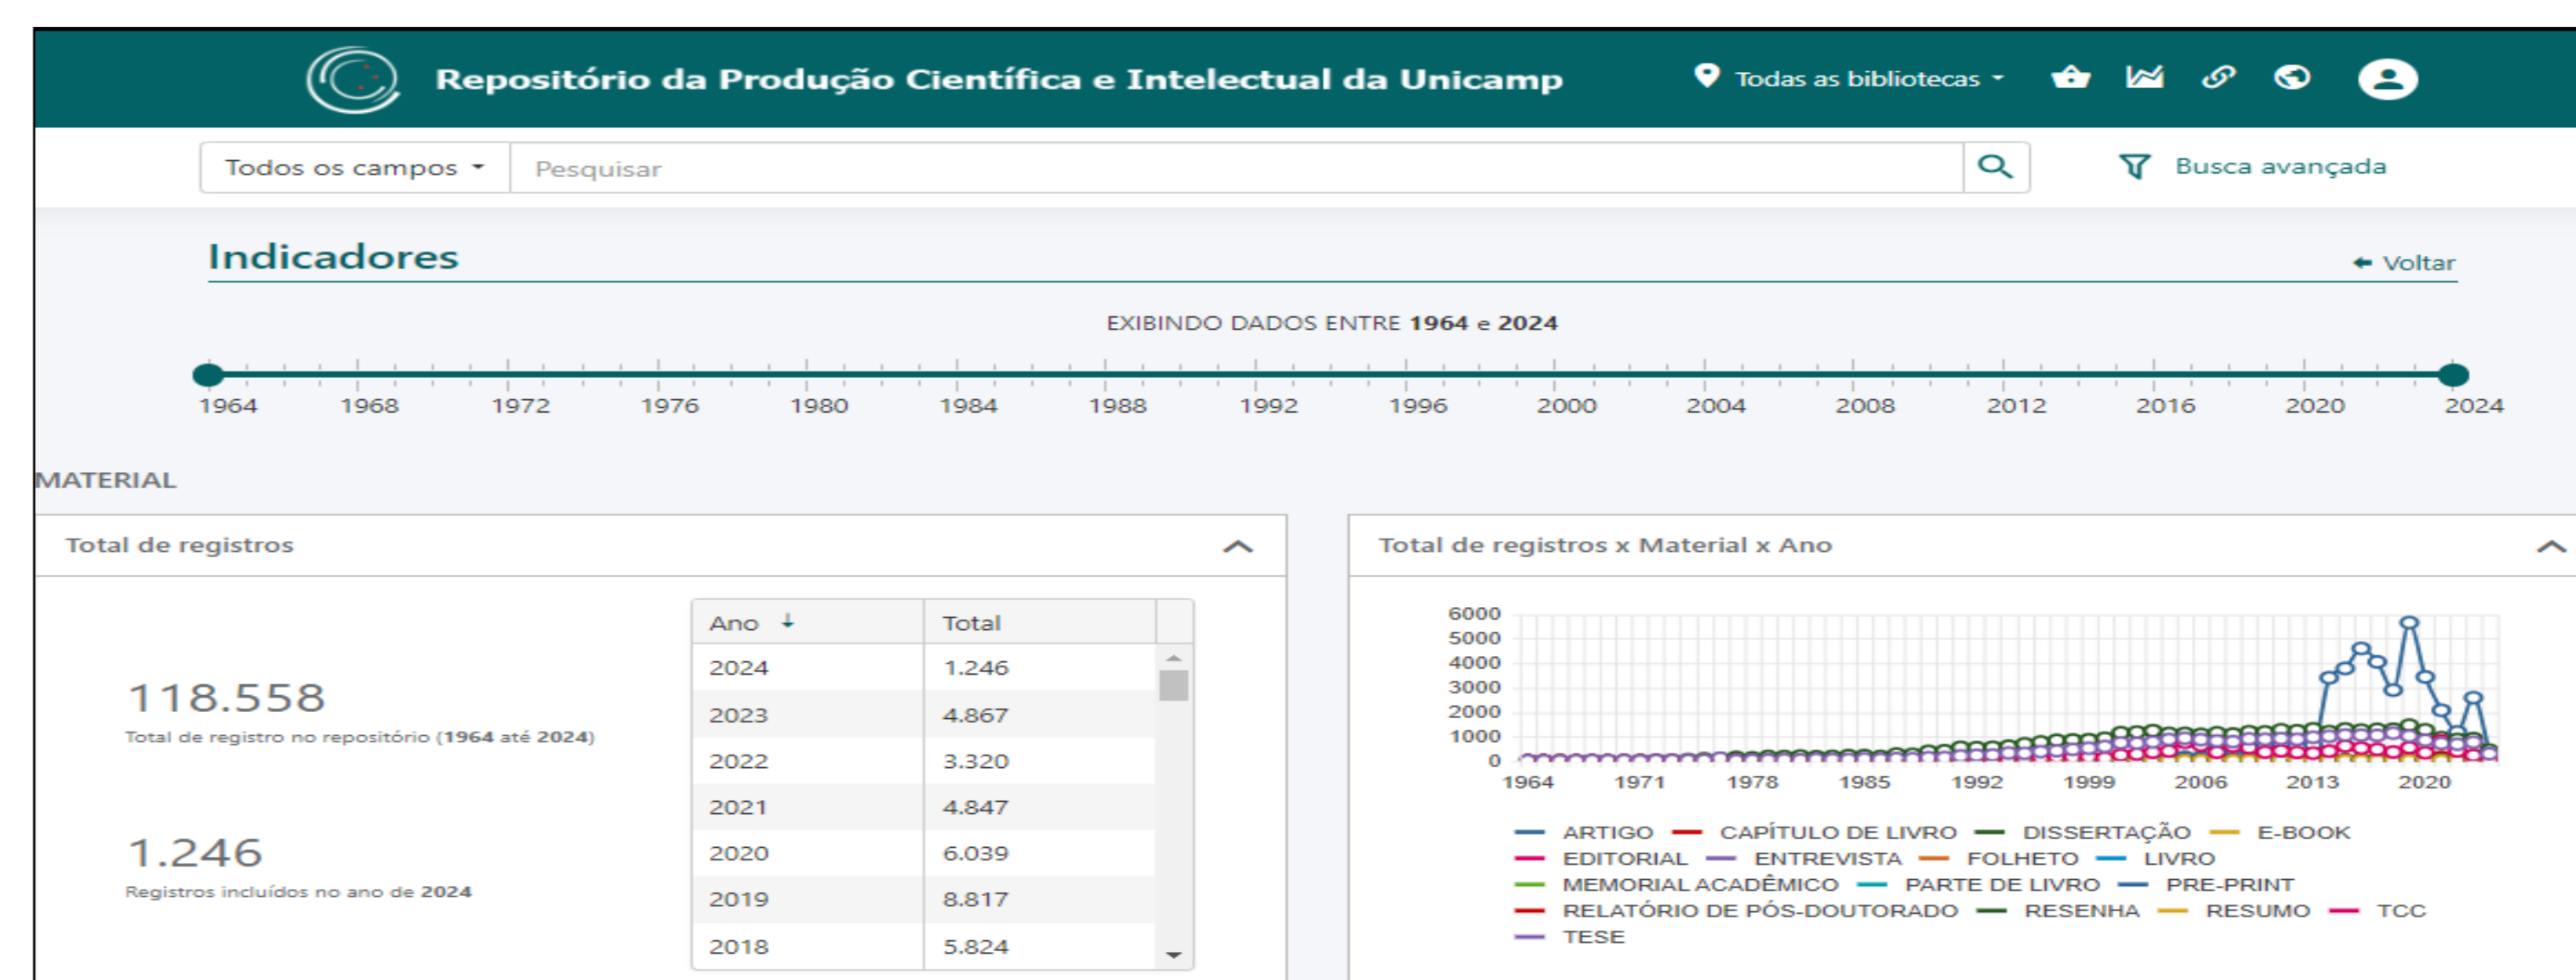 Repositório da Produção Científica e Intelectual da Unicamp
Todas as bibliotecas
Todos os campos
Pesquisar
Busca avançada
Indicadores
Voltar
EXIBINDO DADOS ENTRE 1964 e 2024
1964 1968 1972 1976 1980 1984 1988 1992 1996 2000 2004 2008 2012 2016 2020 2024
MATERIAL
Total de registros
118.558
Total de registro no repositório (1964 até 2024)
1.246
Registros incluídos no ano de 2024
Ano Total
2024 1.246
2023 4.867
2022 3.320
2021 4.847
2020 6.039
2019 8.817
2018 5.824
Total de registros x Material x Ano
6000
5000
4000
3000
2000
1000
0
1964 1971 1978 1985 1992 1999 2006 2013 2020
ARTIGO CAPÍTULO DE LIVRO DISSERTAÇÃO E-BOOK
EDITORIAL ENTREVISTA FOLHETO LIVRO
MEMORIAL ACADÊMICO PARTE DE LIVRO PRE-PRINT
RELATÓRIO DE PÓS-DOUTORADO RESENHA RESUMO TCC
TESE